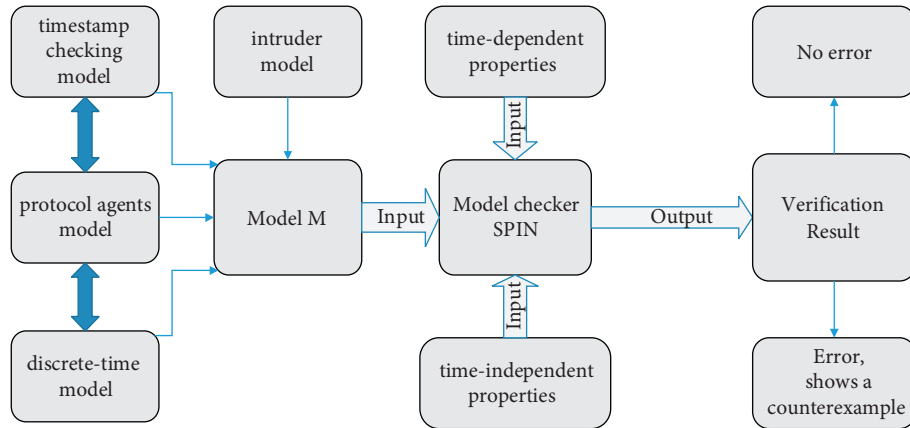 timestamp
checking
model
intruder
model
time-dependent
properties
No error
Input
protocol agents
model
Model M
Input
Model checker
SPIN
Output
Verification
Result
Input
discrete-time
model
time-independent
properties
Error,
shows a
counterexample